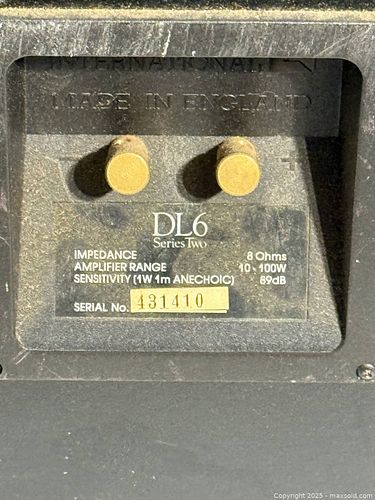 INTERNATIONAL
MADE IN ENGLAND
- +
DL6
Series Two
IMPEDANCE 8 Ohms
AMPLIFIER RANGE 10-100W
SENSITIVITY (1W 1m ANECHOIC) 89dB
SERIAL No. 431410
Copyright 2025 - maxsold.com